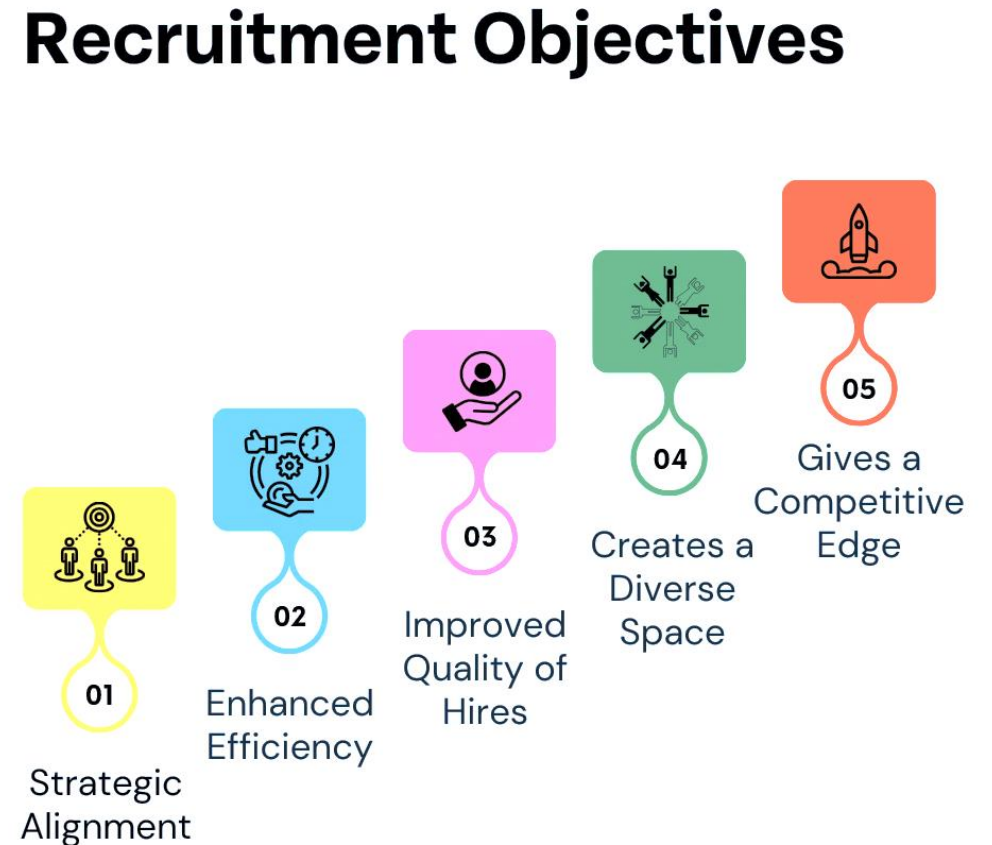 Recruitment Objectives
01
Strategic
Alignment
02
Enhanced
Efficiency
03
Improved
Quality of
Hires
04
Creates a
Diverse
Space
05
Gives a
Competitive
Edge